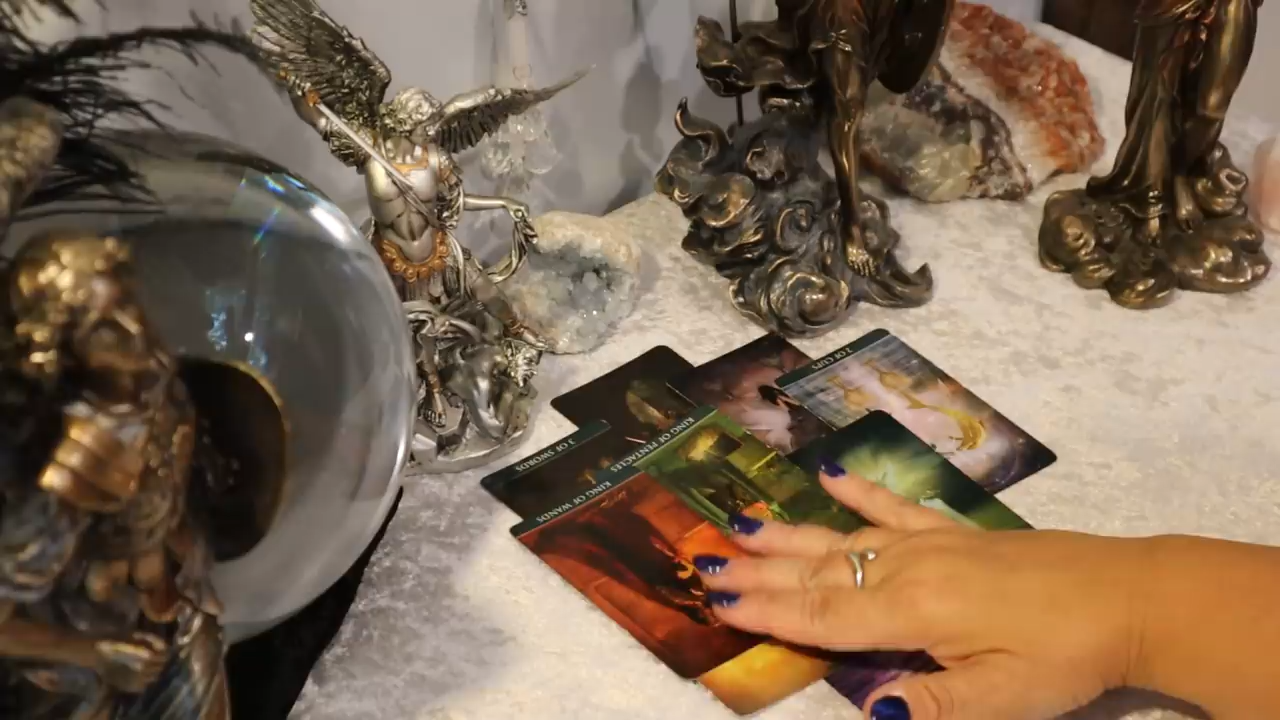 2 OF CUPS
KING OF PENTACLES
3 OF SWORDS
KING OF WANDS